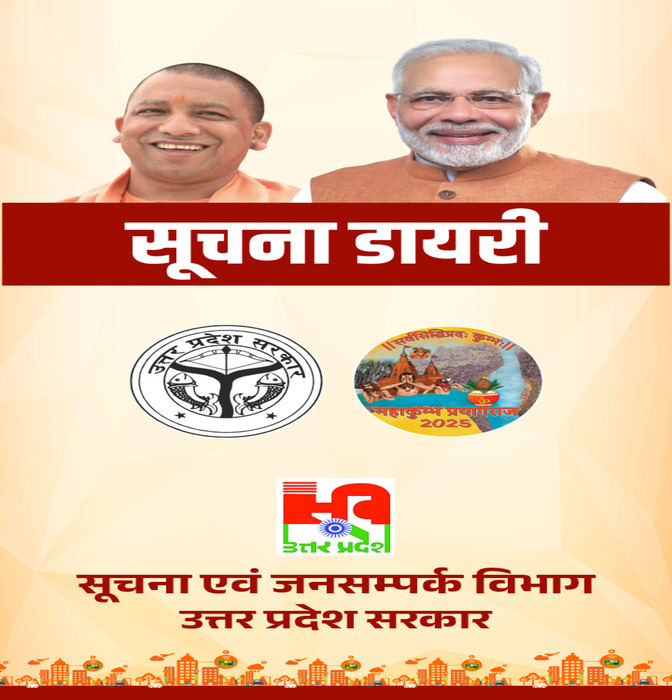 सूचना डायरी
उत्तर प्रदेश सरकार
||सर्वसिद्धिप्रदः कुम्भः||
महाकुम्भ प्रयागराज
2025
उत्तर प्रदेश
सूचना एवं जनसम्पर्क विभाग
उत्तर प्रदेश सरकार